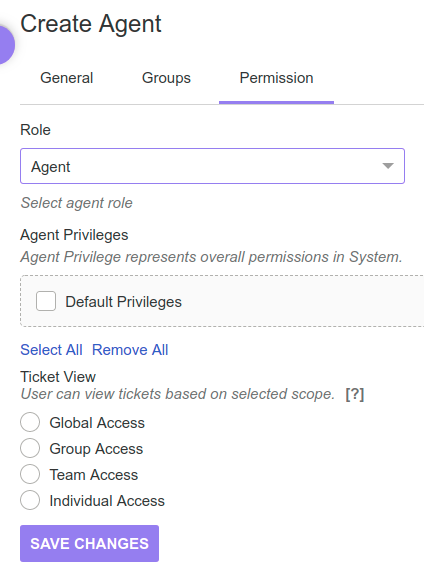 Create Agent
General Groups Permission
Role
Agent
Select agent role
Agent Privileges
Agent Privilege represents overall permissions in System.
Default Privileges
Select All Remove All
Ticket View
User can view tickets based on selected scope. [?]
Global Access
Group Access
Team Access
Individual Access
SAVE CHANGES